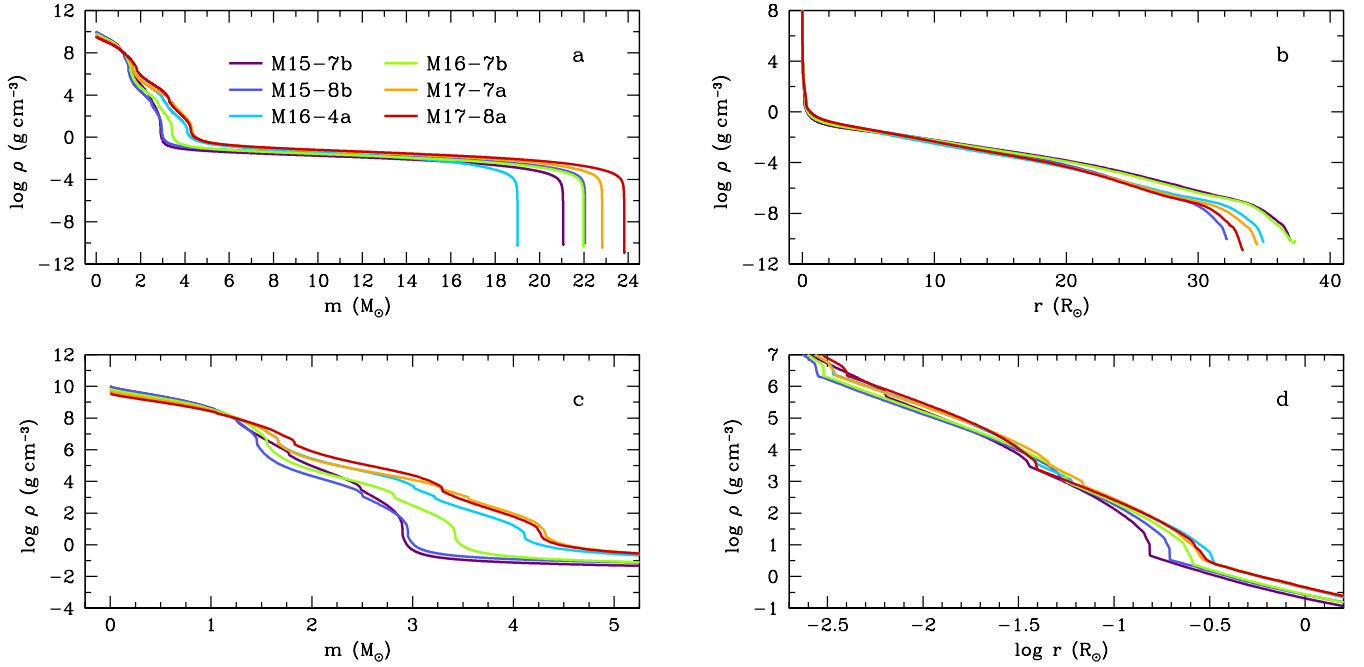 12
8
4
0
−4
−8
−12
log ρ (g cm⁻³)
a
M15−7b
M15−8b
M16−4a
M16−7b
M17−7a
M17−8a
0 2 4 6 8 10 12 14 16 18 20 22 24
m (M⊙)
8
4
0
−4
−8
−12
log ρ (g cm⁻³)
b
0 10 20 30 40
r (R⊙)
12
10
8
6
4
2
0
−2
−4
log ρ (g cm⁻³)
c
0 1 2 3 4 5
m (M⊙)
7
6
5
4
3
2
1
0
−1
log ρ (g cm⁻³)
d
−2.5 −2 −1.5 −1 −0.5 0
log r (R⊙)